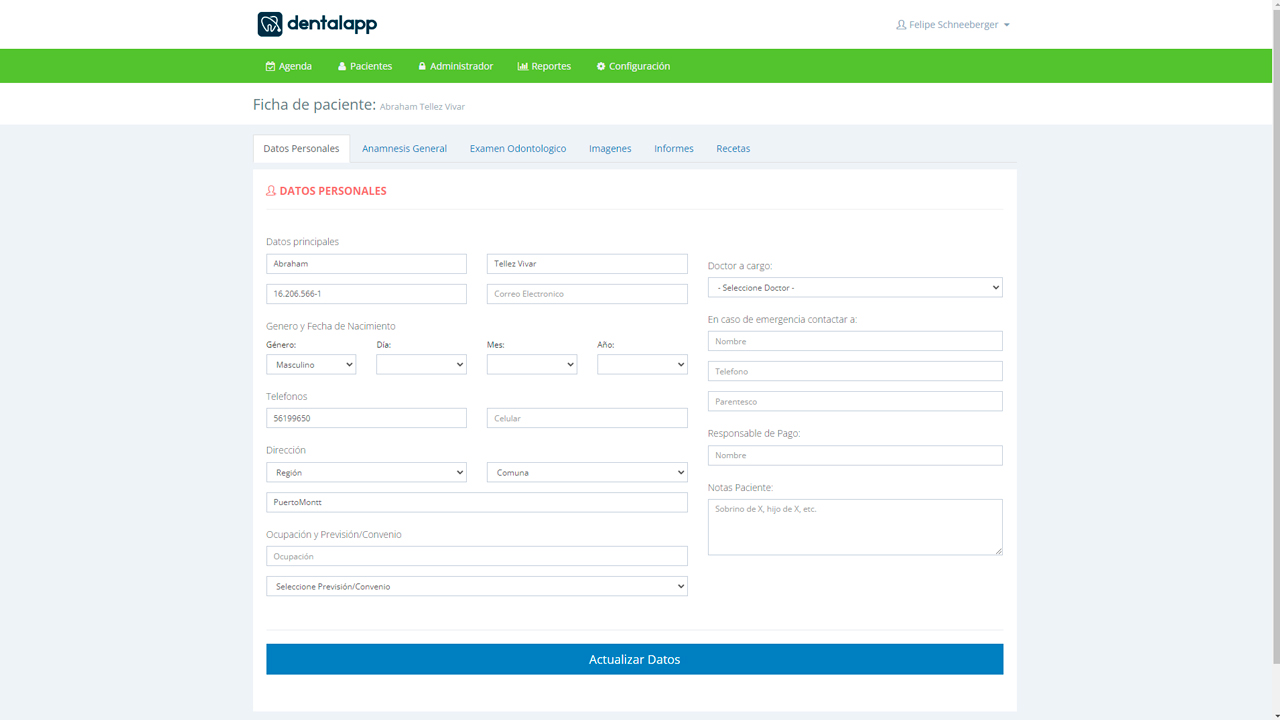 dentalapp
Felipe Schneeberger
Agenda Pacientes Administrador Reportes Configuración
Ficha de paciente: Abraham Tellez Vivar
Datos Personales Anamnesis General Examen Odontologico Imagenes Informes Recetas
DATOS PERSONALES
Datos principales
Abraham Tellez Vivar
16.206.566-1 Correo Electronico
Genero y Fecha de Nacimiento
Género: Día: Mes: Año:
Masculino
Telefonos
56199650 Celular
Dirección
Región Comuna
PuertoMontt
Ocupación y Previsión/Convenio
Ocupación
Seleccione Previsión/Convenio
Doctor a cargo:
- Seleccione Doctor -
En caso de emergencia contactar a:
Nombre
Telefono
Parentesco
Responsable de Pago:
Nombre
Notas Paciente:
Sobrino de X, hijo de X, etc.
Actualizar Datos